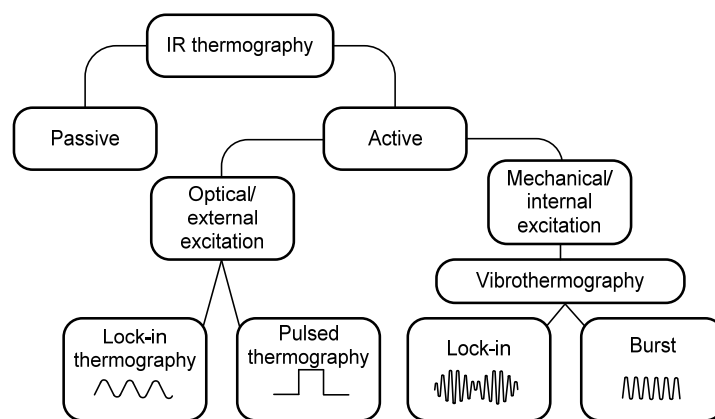 IR thermography
Passive
Active
Optical/
external
excitation
Mechanical/
internal
excitation
Vibrothermography
Lock-in
thermography
Pulsed
thermography
Lock-in
Burst